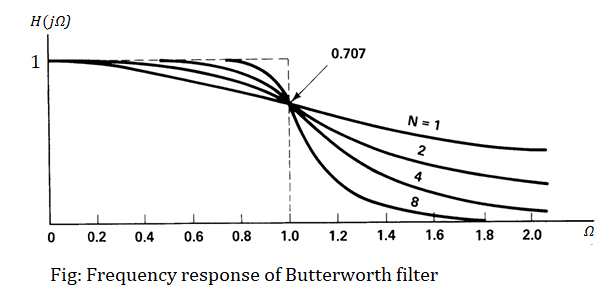 H(jΩ)
1
0.707
N = 1
2
4
8
0 0.2 0.4 0.6 0.8 1.0 1.2 1.4 1.6 1.8 2.0 Ω
Fig: Frequency response of Butterworth filter